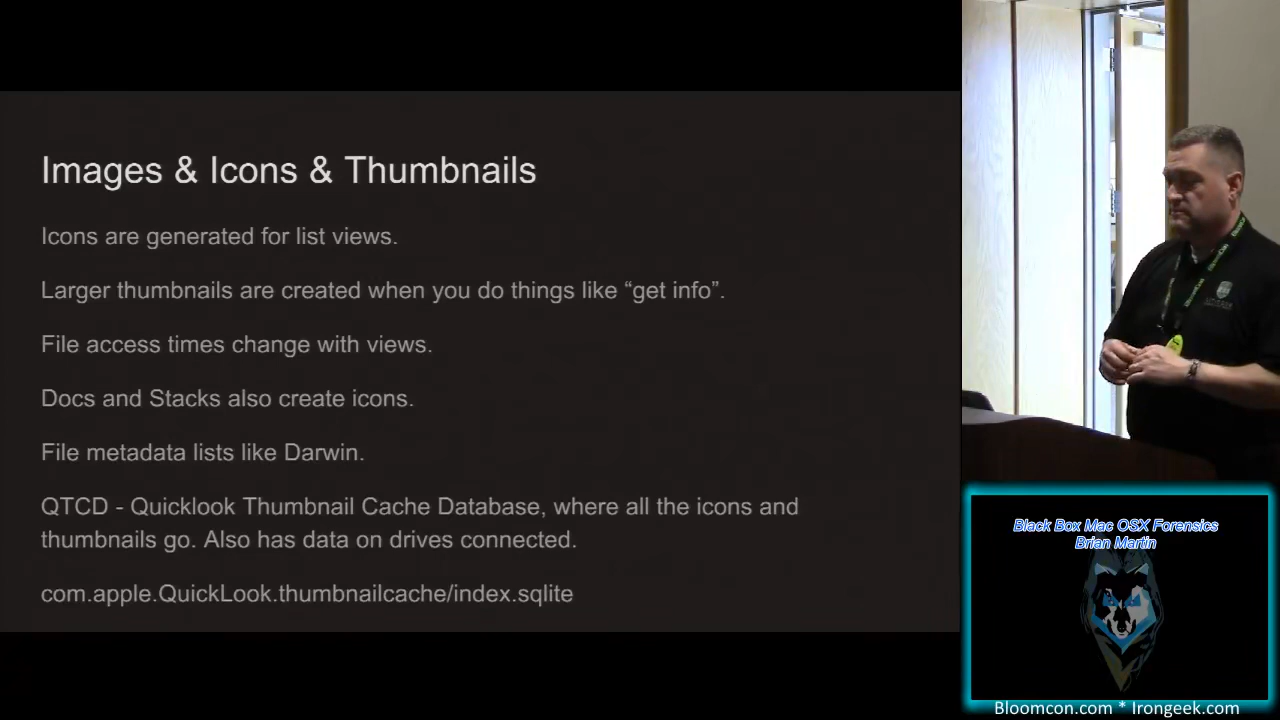 Images & Icons & Thumbnails
Icons are generated for list views.
Larger thumbnails are created when you do things like “get info”.
File access times change with views.
Docs and Stacks also create icons.
File metadata lists like Darwin.
QTCD - Quicklook Thumbnail Cache Database, where all the icons and
thumbnails go. Also has data on drives connected.
com.apple.QuickLook.thumbnailcache/index.sqlite
Black Box Mac OSX Forensics
Brian Martin
Bloomcon.com * Irongeek.com